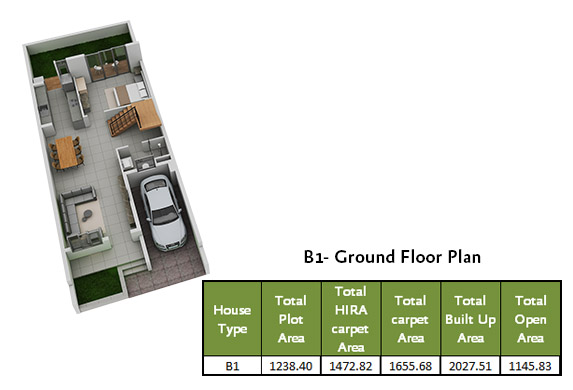 B1- Ground Floor Plan
House Type	Total Plot Area	Total HIRA carpet Area	Total carpet Area	Total Built Up Area	Total Open Area
B1	1238.40	1472.82	1655.68	2027.51	1145.83